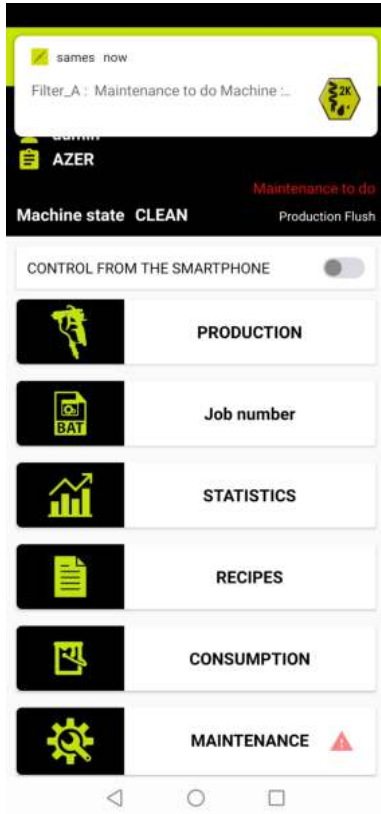 sames now
Filter_A : Maintenance to do Machine :...
2K
admin
AZER
Maintenance to do
Machine state CLEAN
Production Flush
CONTROL FROM THE SMARTPHONE
PRODUCTION
BAT
Job number
STATISTICS
RECIPES
CONSUMPTION
MAINTENANCE